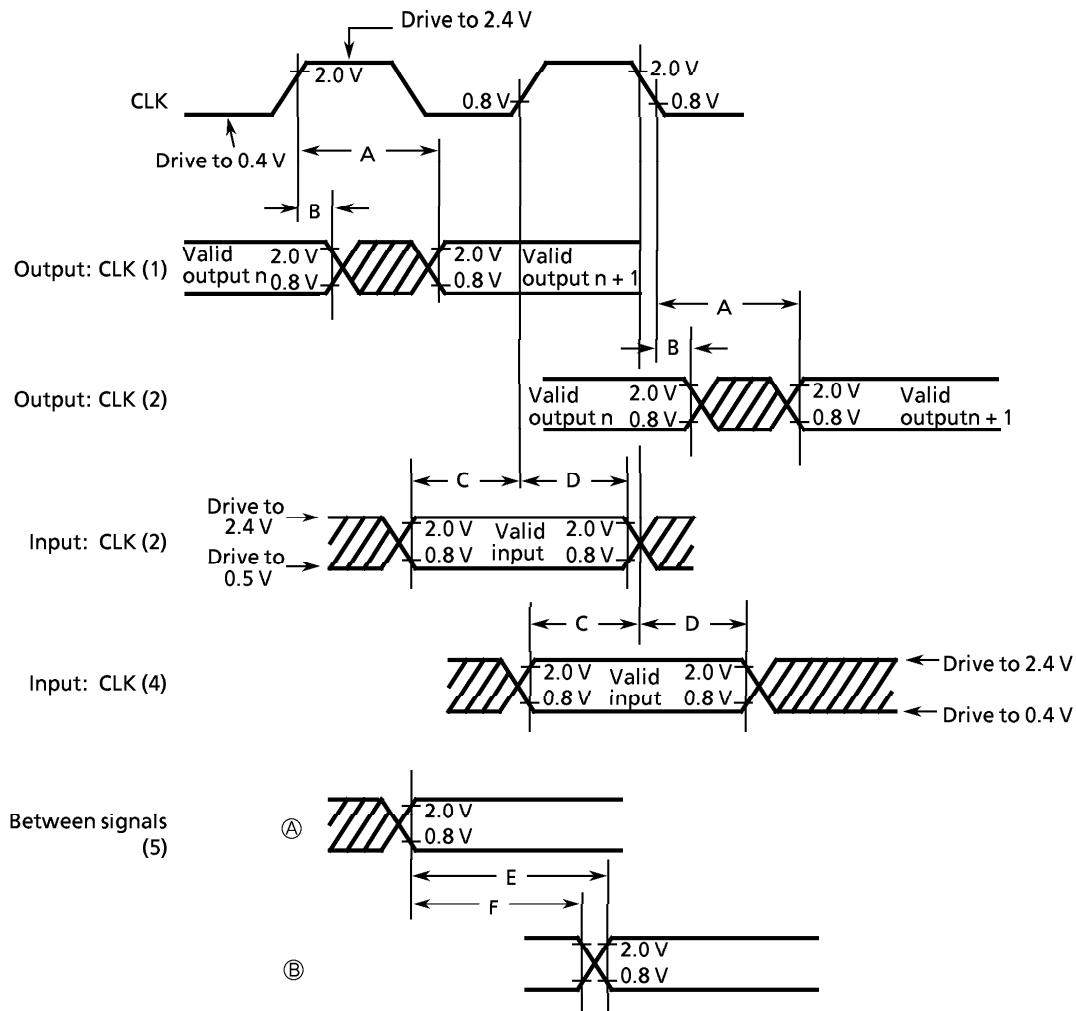 Drive to 2.4 V
2.0 V
2.0 V
CLK
0.8 V
0.8 V
Drive to 0.4 V
A
B
Output: CLK (1)
Valid
output n
2.0 V
0.8 V
2.0 V
0.8 V
Valid
output n + 1
A
B
Output: CLK (2)
Valid
output n
2.0 V
0.8 V
2.0 V
0.8 V
Valid
outputn + 1
C
D
Drive to
2.4 V
Input: CLK (2)
Drive to
0.5 V
2.0 V
0.8 V
Valid
input
2.0 V
0.8 V
C
D
Input: CLK (4)
2.0 V
0.8 V
Valid
input
2.0 V
0.8 V
Drive to 2.4 V
Drive to 0.4 V
Between signals
(5)
Ⓐ
2.0 V
0.8 V
E
F
Ⓑ
2.0 V
0.8 V